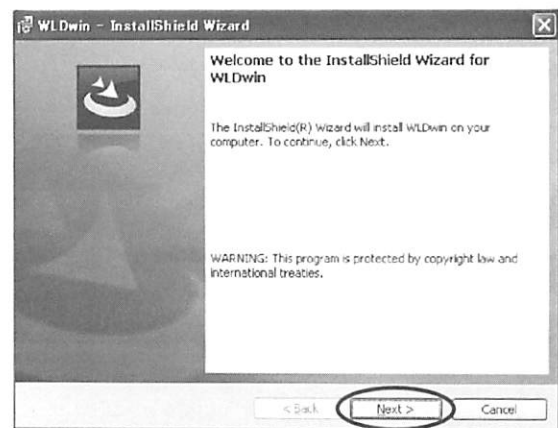 WLDwin - InstallShield Wizard
Welcome to the InstallShield Wizard for
WLDwin
The InstallShield(R) Wizard will install WLDwin on your
computer. To continue, click Next.
WARNING: This program is protected by copyright law and
international treaties.
< Back
Next >
Cancel